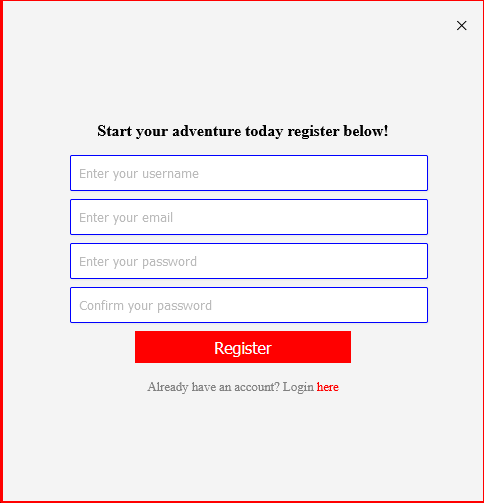 Start your adventure today register below!
Enter your username
Enter your email
Enter your password
Confirm your password
Register
Already have an account? Login here